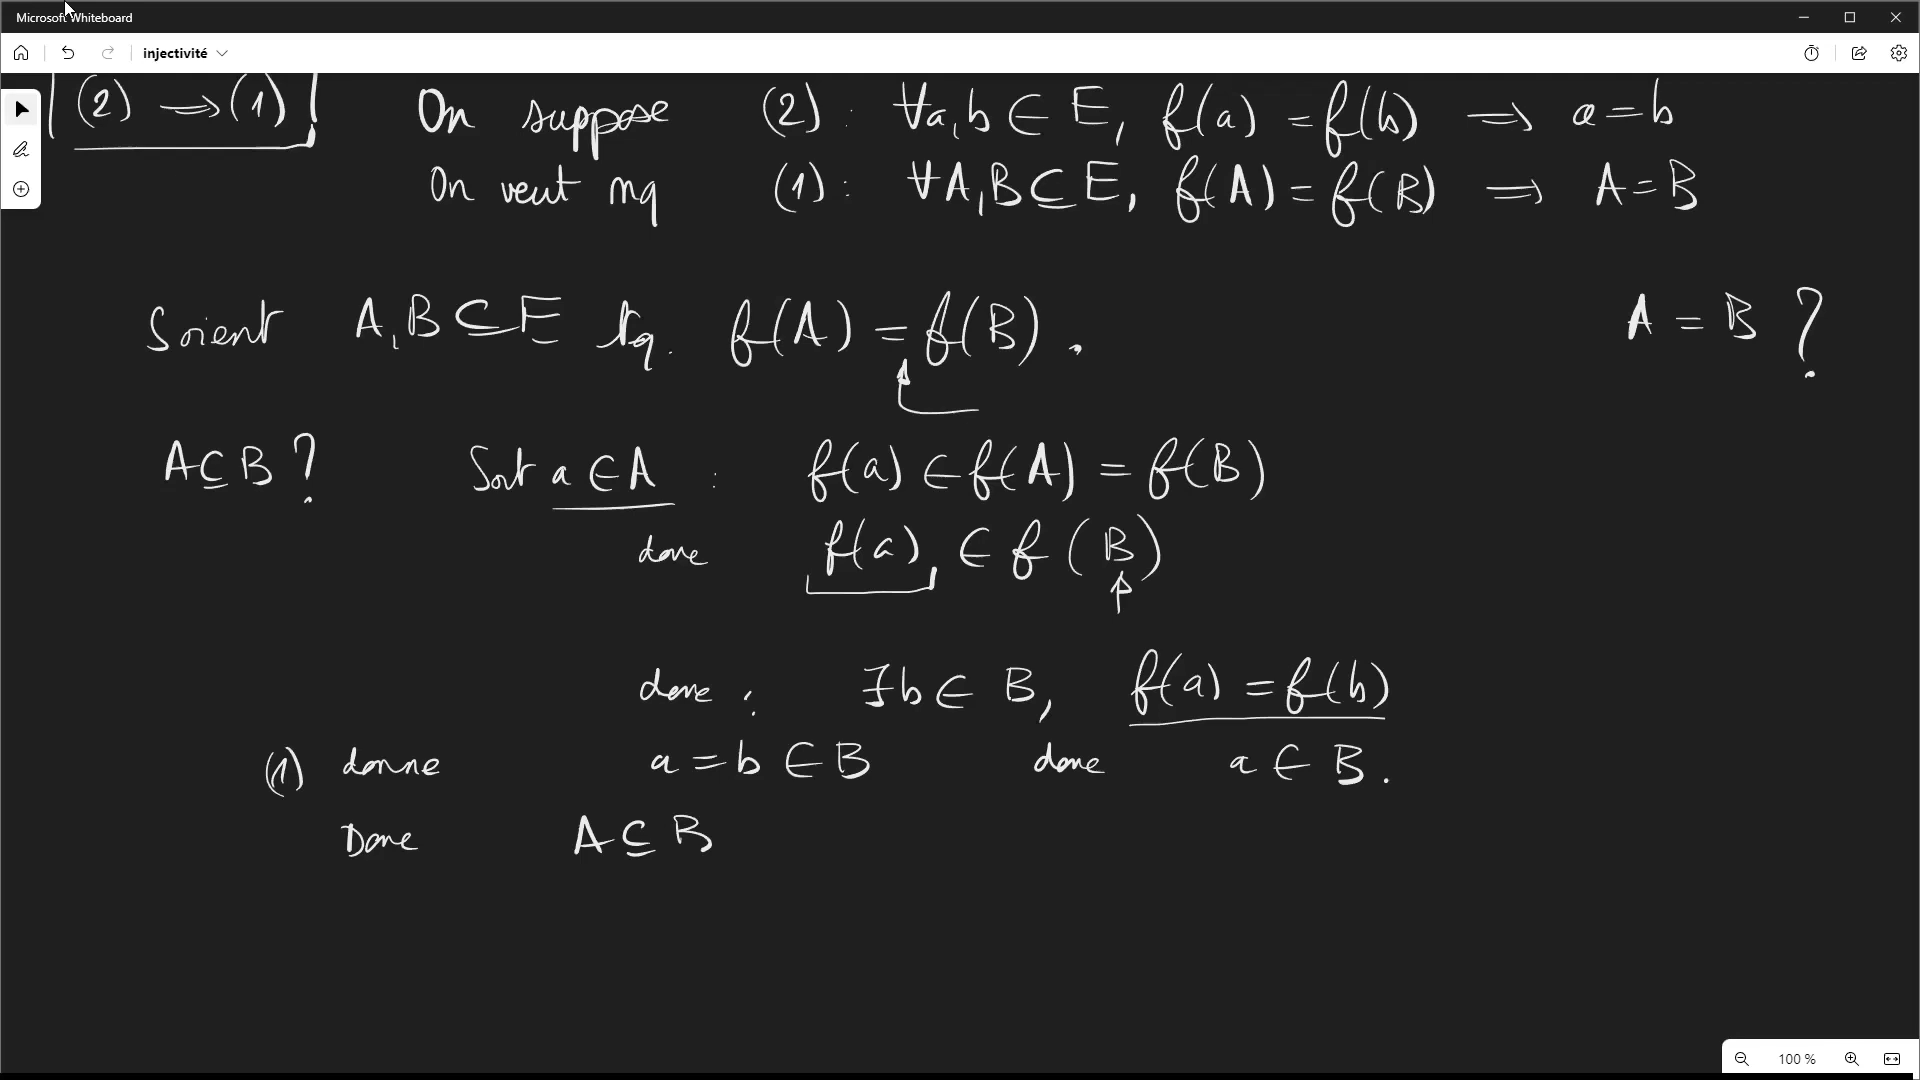 Microsoft Whiteboard
injectivité
(2) ⟹ (1) On suppose (2) : ∀a,b ∈ E, f(a) = f(b) ⟹ a = b
On veut mq (1) : ∀A,B ⊆ E, f(A) = f(B) ⟹ A = B
Soient A,B ⊆ E tq. f(A) = f(B). A = B ?
A ⊆ B ? Soit a ∈ A : f(a) ∈ f(A) = f(B)
donc f(a) ∈ f(B)
donc : ∃b ∈ B, f(a) = f(b)
(1) donne a = b ∈ B donc a ∈ B.
Donc A ⊆ B
100 %